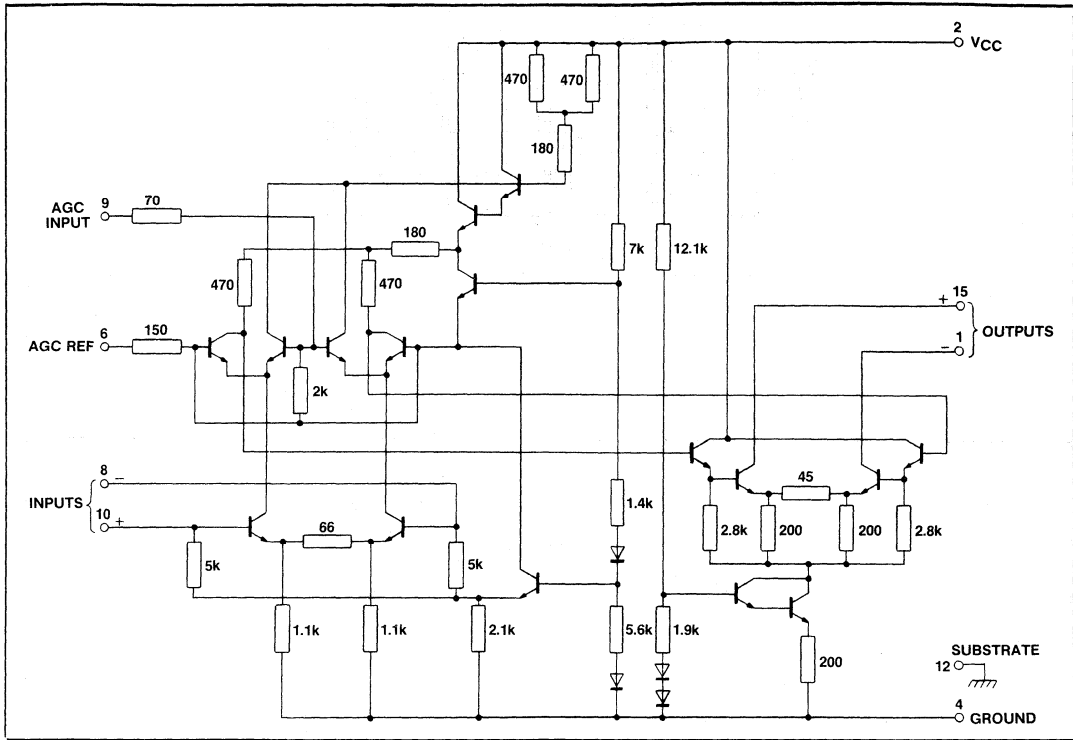 2
VCC
470
470
180
9
AGC
INPUT
70
180
7k
12.1k
470
470
+ 15
OUTPUTS
6
AGC REF
150
− 1
2k
8 −
INPUTS
10 +
45
1.4k
66
2.8k
200
200
2.8k
5k
5k
1.1k
1.1k
2.1k
5.6k
1.9k
SUBSTRATE
12
200
4
GROUND